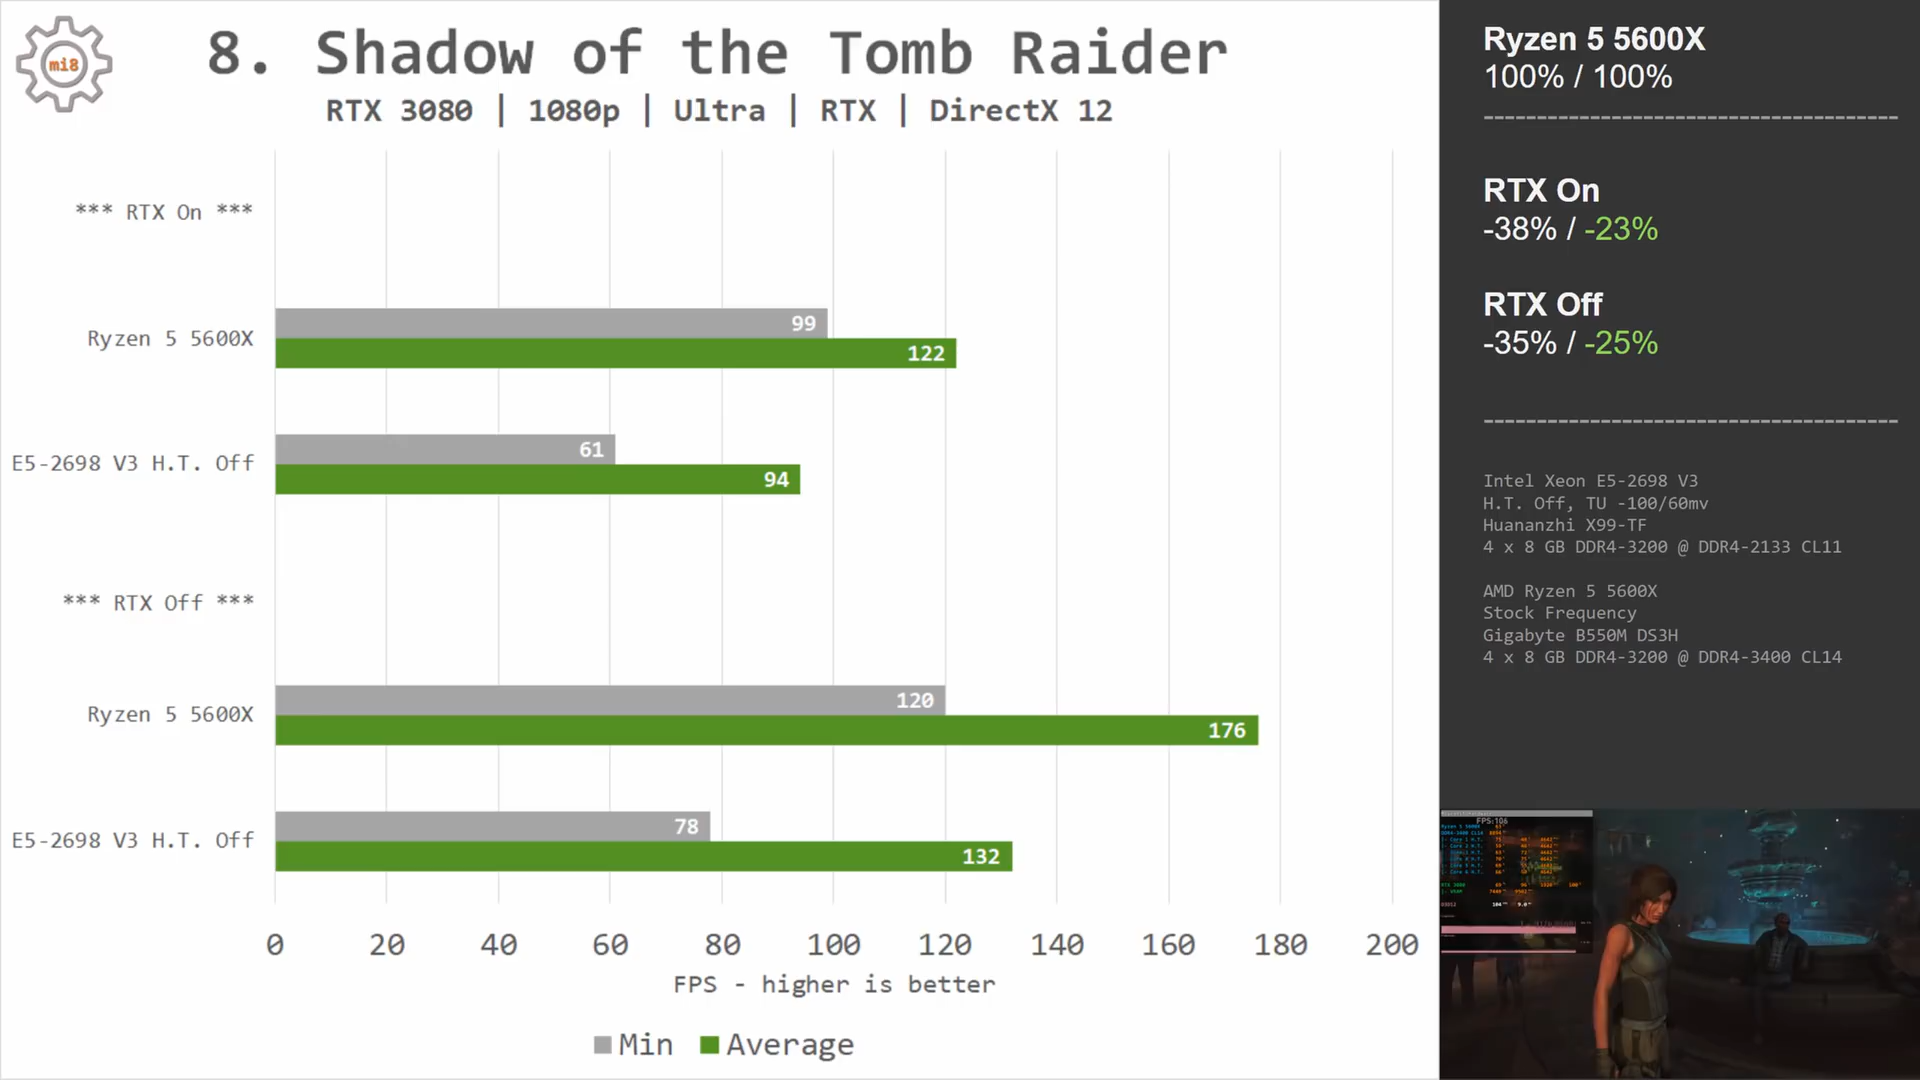 mi8
8. Shadow of the Tomb Raider
RTX 3080 | 1080p | Ultra | RTX | DirectX 12
*** RTX On ***
Ryzen 5 5600X
99
122
E5-2698 V3 H.T. Off
61
94
*** RTX Off ***
Ryzen 5 5600X
120
176
E5-2698 V3 H.T. Off
78
132
0 20 40 60 80 100 120 140 160 180 200
FPS - higher is better
Min Average
Ryzen 5 5600X
100% / 100%
------------------------------------
RTX On
-38% / -23%
RTX Off
-35% / -25%
------------------------------------
Intel Xeon E5-2698 V3
H.T. Off, TU -100/60mv
Huananzhi X99-TF
4 x 8 GB DDR4-3200 @ DDR4-2133 CL11
AMD Ryzen 5 5600X
Stock Frequency
Gigabyte B550M DS3H
4 x 8 GB DDR4-3200 @ DDR4-3400 CL14
FPS:106